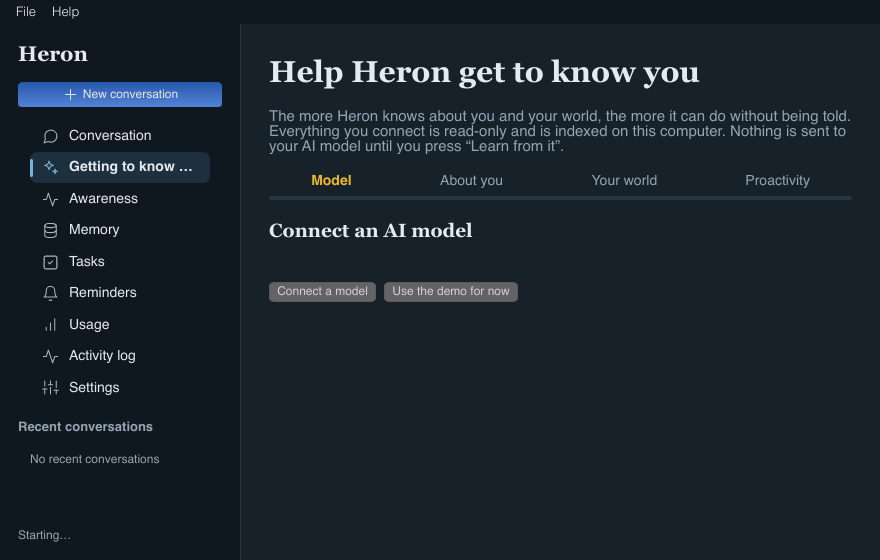 File Help
Heron
New conversation
Conversation
Getting to know ...
Awareness
Memory
Tasks
Reminders
Usage
Activity log
Settings
Recent conversations
No recent conversations
Starting...
Help Heron get to know you
The more Heron knows about you and your world, the more it can do without being told.
Everything you connect is read-only and is indexed on this computer. Nothing is sent to
your AI model until you press “Learn from it”.
Model About you Your world Proactivity
Connect an AI model
Connect a model Use the demo for now